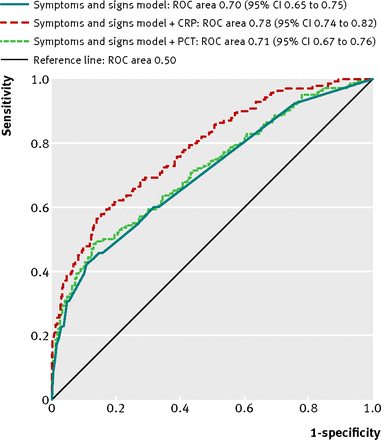 Symptoms and signs model: ROC area 0.70 (95% CI 0.65 to 0.75)
Symptoms and signs model + CRP: ROC area 0.78 (95% CI 0.74 to 0.82)
Symptoms and signs model + PCT: ROC area 0.71 (95% CI 0.67 to 0.76)
Reference line: ROC area 0.50
Sensitivity
1.0
0.8
0.6
0.4
0.2
0
0 0.2 0.4 0.6 0.8 1.0
1-specificity